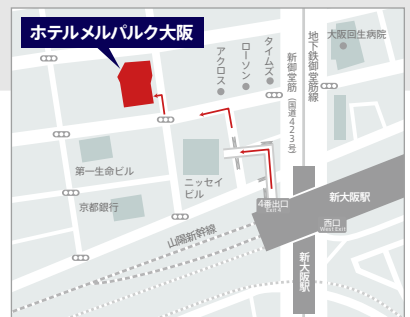 ホテルメルパルク大阪
大阪回生病院
地下鉄御堂筋線
新御堂筋(国道423号)
タイムズ
ローソン
アクロス
第一生命ビル
ニッセイ
ビル
京都銀行
4番出口
Exit 4
新大阪駅
西口
West Exit
山陽新幹線
新大阪駅